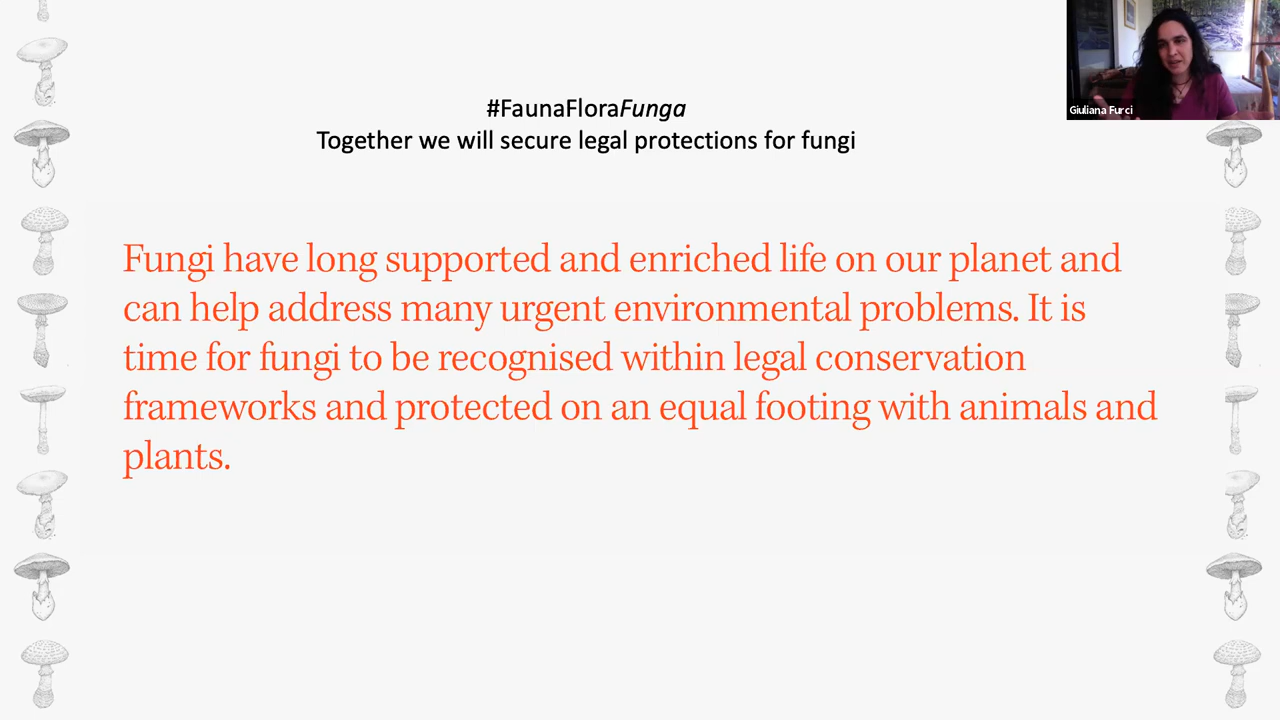 #FaunaFloraFunga
Together we will secure legal protections for fungi
Giuliana Furci
Fungi have long supported and enriched life on our planet and
can help address many urgent environmental problems. It is
time for fungi to be recognised within legal conservation
frameworks and protected on an equal footing with animals and
plants.